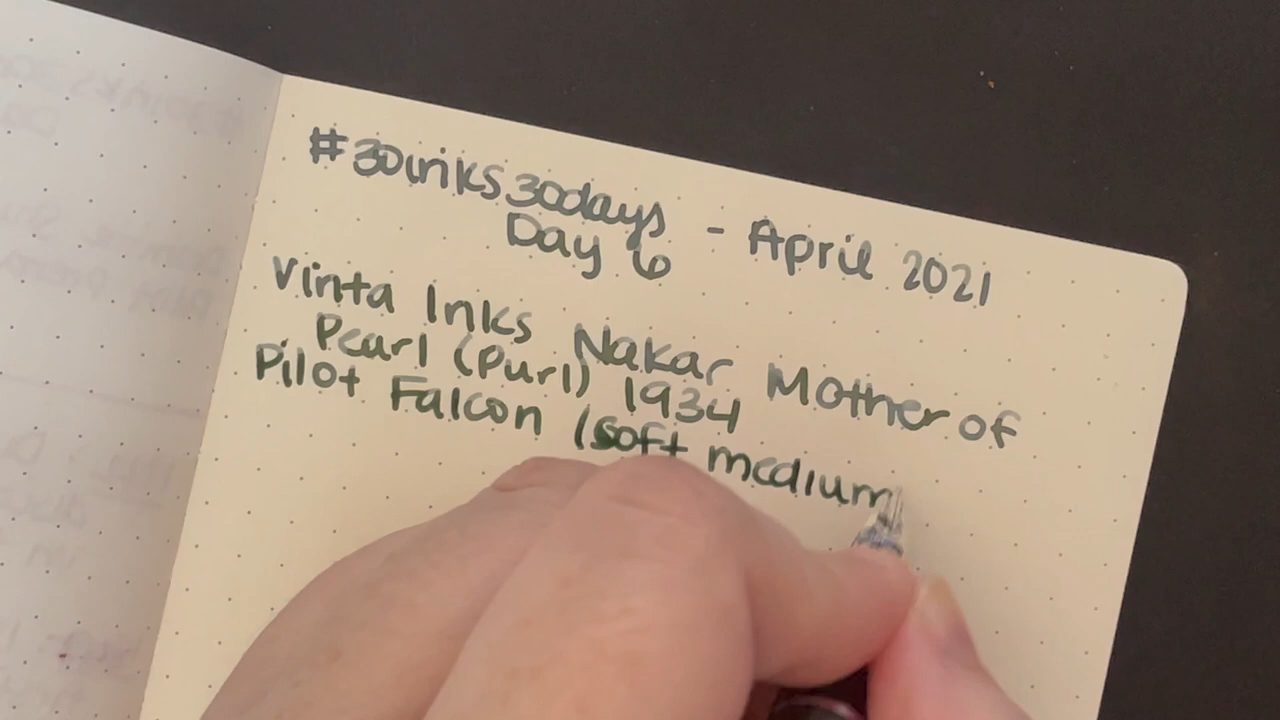 #30inks30days - April 2021
Day 6
Vinta Inks Nakar Mother of
Pearl (Purl) 1934
Pilot Falcon (soft medium